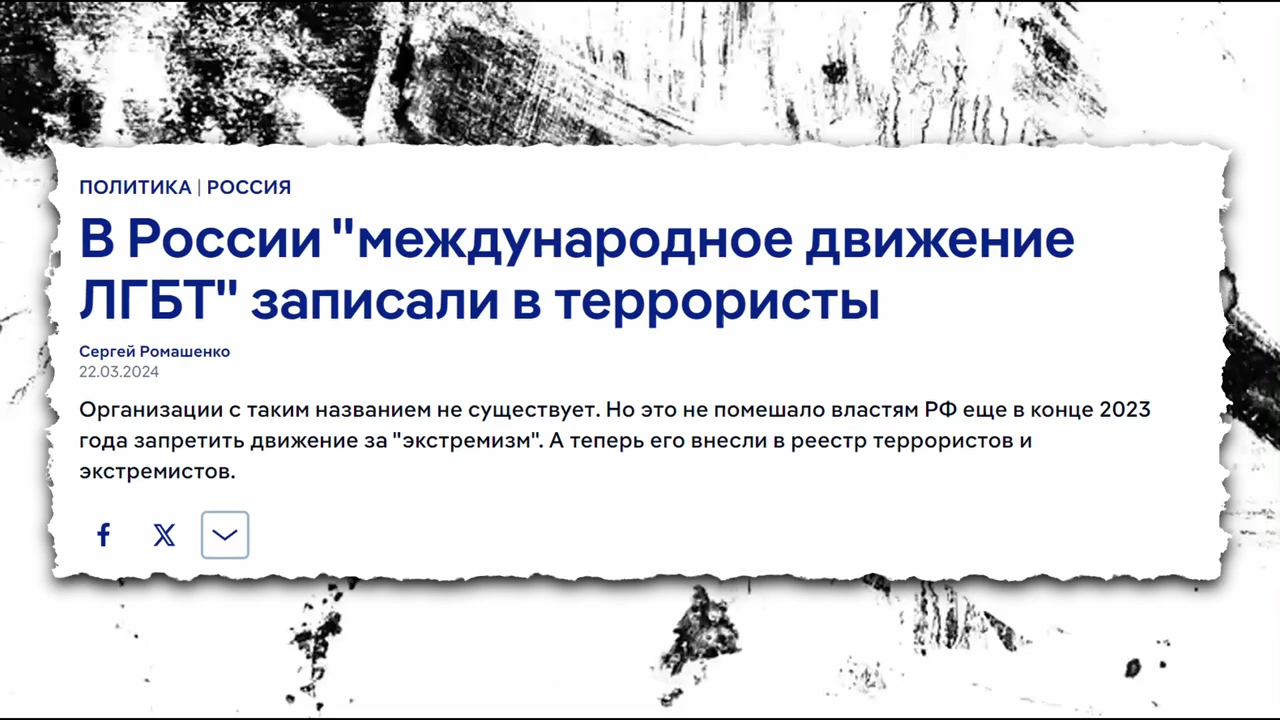 ПОЛИТИКА | РОССИЯ
В России "международное движение
ЛГБТ" записали в террористы
Сергей Ромашенко
22.03.2024
Организации с таким названием не существует. Но это не помешало властям РФ еще в конце 2023
года запретить движение за "экстремизм". А теперь его внесли в реестр террористов и
экстремистов.